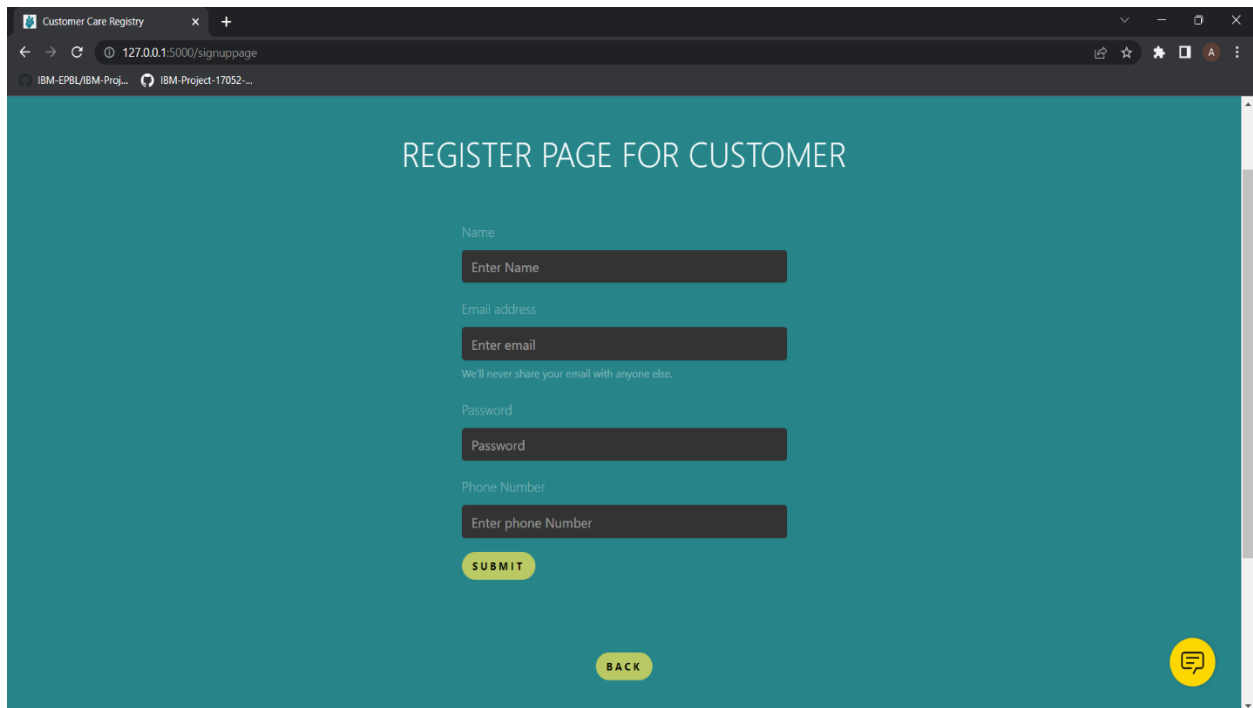 Customer Care Registry
127.0.0.1:5000/signuppage
A
IBM-EPBL/IBM-Proj... IBM-Project-17052-...
REGISTER PAGE FOR CUSTOMER
Name
Enter Name
Email address
Enter email
We'll never share your email with anyone else.
Password
Password
Phone Number
Enter phone Number
SUBMIT
BACK